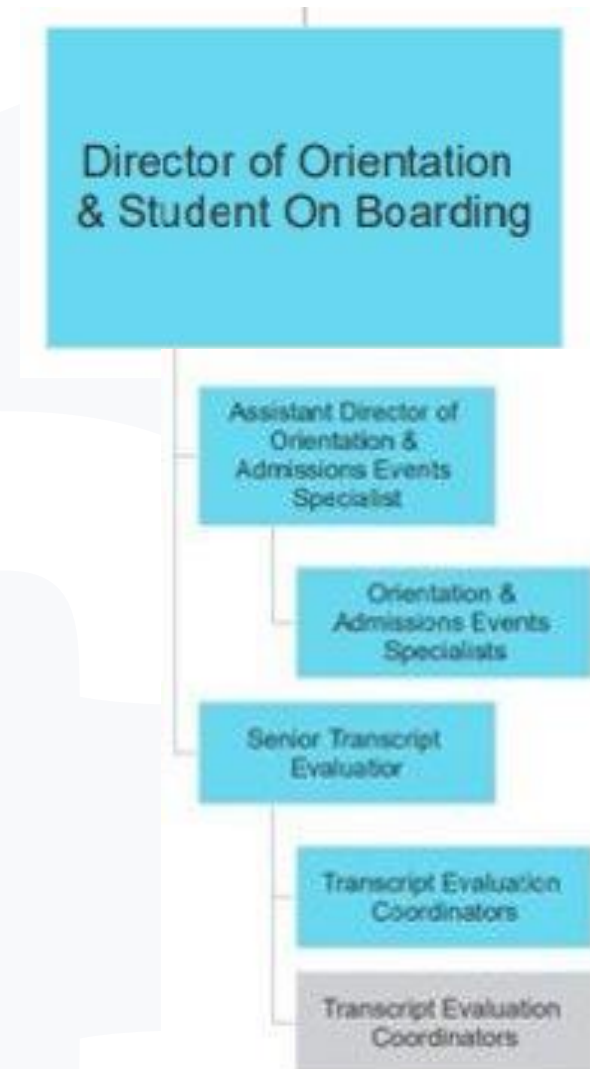 Director of Orientation
& Student On Boarding
Assistant Director of
Orientation &
Admissions Events
Specialist
Orientation &
Admissions Events
Specialists
Senior Transcript
Evaluatior
Transcript Evaluation
Coordinators
Transcript Evaluation
Coordinators